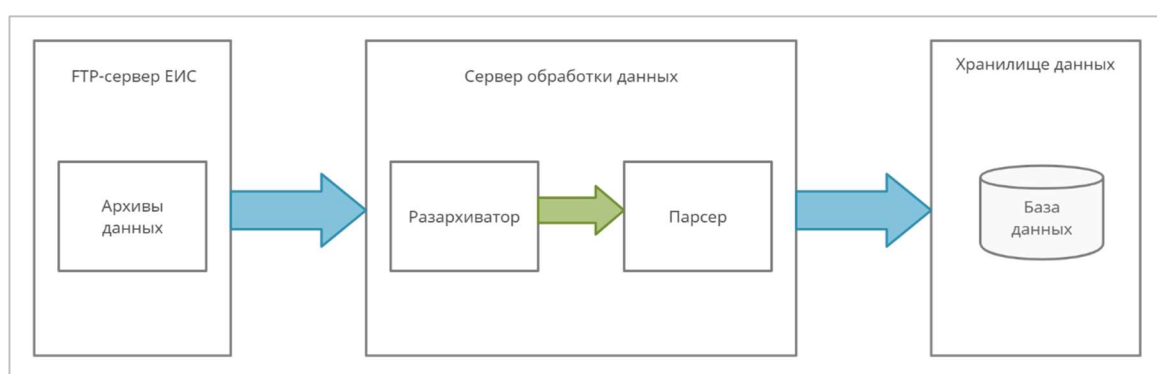 FTP-сервер ЕИС
Архивы
данных
Сервер обработки данных
Разархиватор
Парсер
Хранилище данных
База
данных